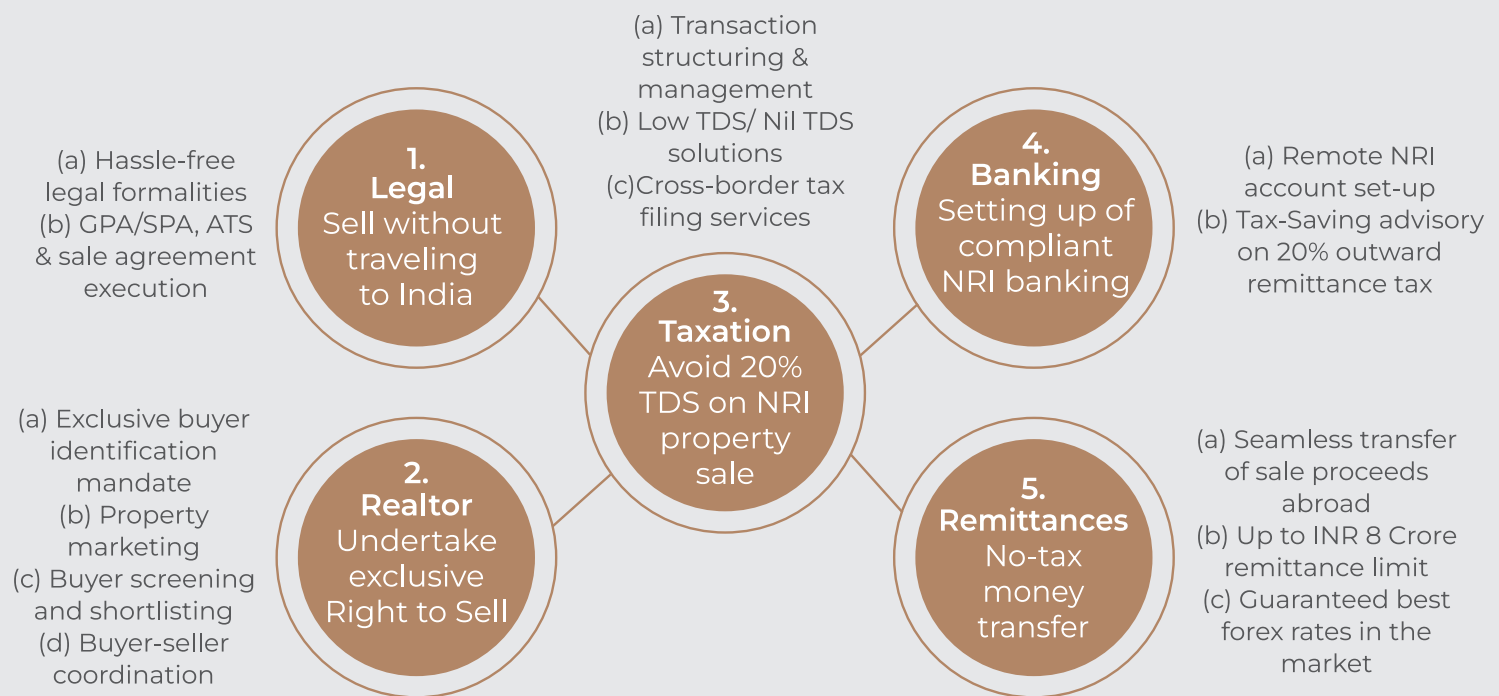 (a) Hassle-free
legal formalities
(b) GPA/SPA, ATS
& sale agreement
execution
1.
Legal
Sell without
traveling
to India
(a) Transaction
structuring &
management
(b) Low TDS/ Nil TDS
solutions
(c)Cross-border tax
filing services
3.
Taxation
Avoid 20%
TDS on NRI
property
sale
4.
Banking
Setting up of
compliant
NRI banking
(a) Remote NRI
account set-up
(b) Tax-Saving advisory
on 20% outward
remittance tax
(a) Exclusive buyer
identification
mandate
(b) Property
marketing
(c) Buyer screening
and shortlisting
(d) Buyer-seller
coordination
2.
Realtor
Undertake
exclusive
Right to Sell
5.
Remittances
No-tax
money
transfer
(a) Seamless transfer
of sale proceeds
abroad
(b) Up to INR 8 Crore
remittance limit
(c) Guaranteed best
forex rates in the
market